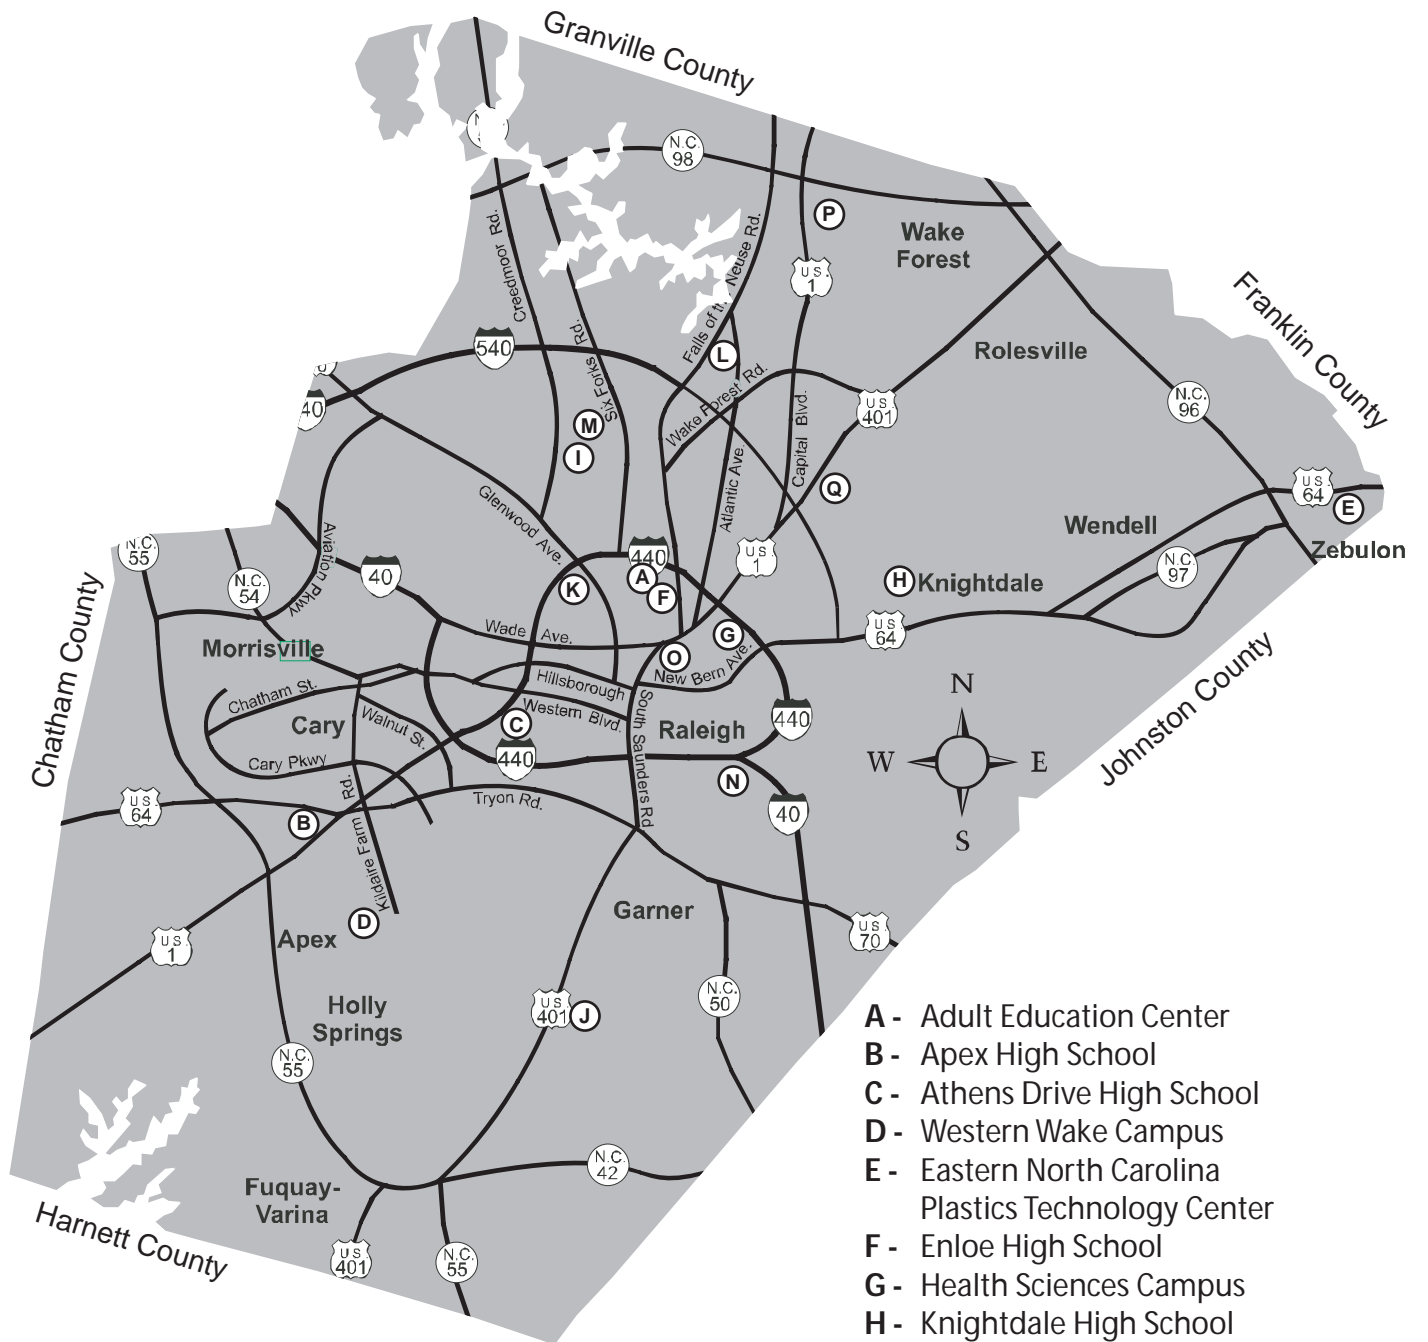 Granville County
N.C.
98
Creedmoor Rd.
P
Wake
Forest
U S .
1
Franklin County
540
Six Forks Rd.
Falls of the Neuse Rd.
L
Rolesville
40
Wake Forest Rd.
U S .
401
N.C.
96
M
I
Capital Blvd.
Atlantic Ave.
Q
Glenwood Ave.
U S .
64
E
Wendell
Zebulon
N.C.
55
Aviation Pkwy
440
U S .
1
N.C.
97
40
N.C.
54
K
A
F
H
Knightdale
Chatham County
Wade Ave.
G
U S .
64
Morrisville
O
New Bern Ave.
Johnston County
Hillsborough
Chatham St.
Cary
Walnut St.
C
Western Blvd.
South Saunders Rd
Raleigh
440
N
W
E
S
Cary Pkwy
440
N
U S .
64
B
Kildaire Farm Rd.
Tryon Rd.
40
D
Apex
Garner
U S .
1
U S .
70
Holly
Springs
U S .
401
J
N.C.
50
N.C.
55
N.C.
42
Fuquay-
Varina
U S .
401
N.C.
55
Harnett County
A - Adult Education Center
B - Apex High School
C - Athens Drive High School
D - Western Wake Campus
E - Eastern North Carolina
Plastics Technology Center
F - Enloe High School
G - Health Sciences Campus
H - Knightdale High School